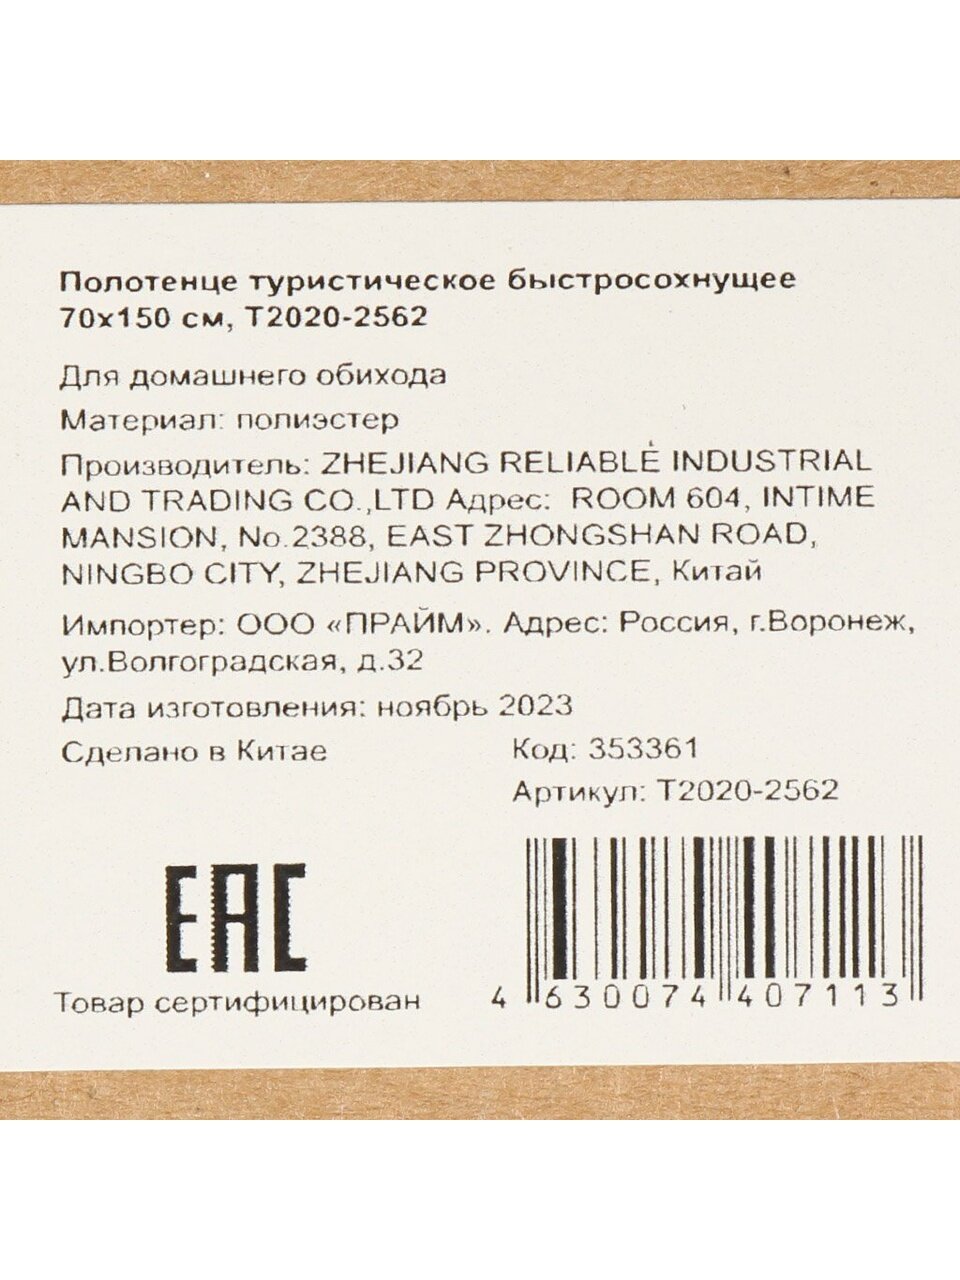 Полотенце туристическое быстросохнущее
70x150 см, T2020-2562
Для домашнего обихода
Материал: полиэстер
Производитель: ZHEJIANG RELIABLE INDUSTRIAL
AND TRADING CO.,LTD Адрес: ROOM 604, INTIME
MANSION, No.2388, EAST ZHONGSHAN ROAD,
NINGBO CITY, ZHEJIANG PROVINCE, Китай
Импортер: ООО «ПРАЙМ». Адрес: Россия, г.Воронеж,
ул.Волгоградская, д.32
Дата изготовления: ноябрь 2023
Сделано в Китае
Код: 353361
Артикул: T2020-2562
EAC
Товар сертифицирован
4 630074 407113